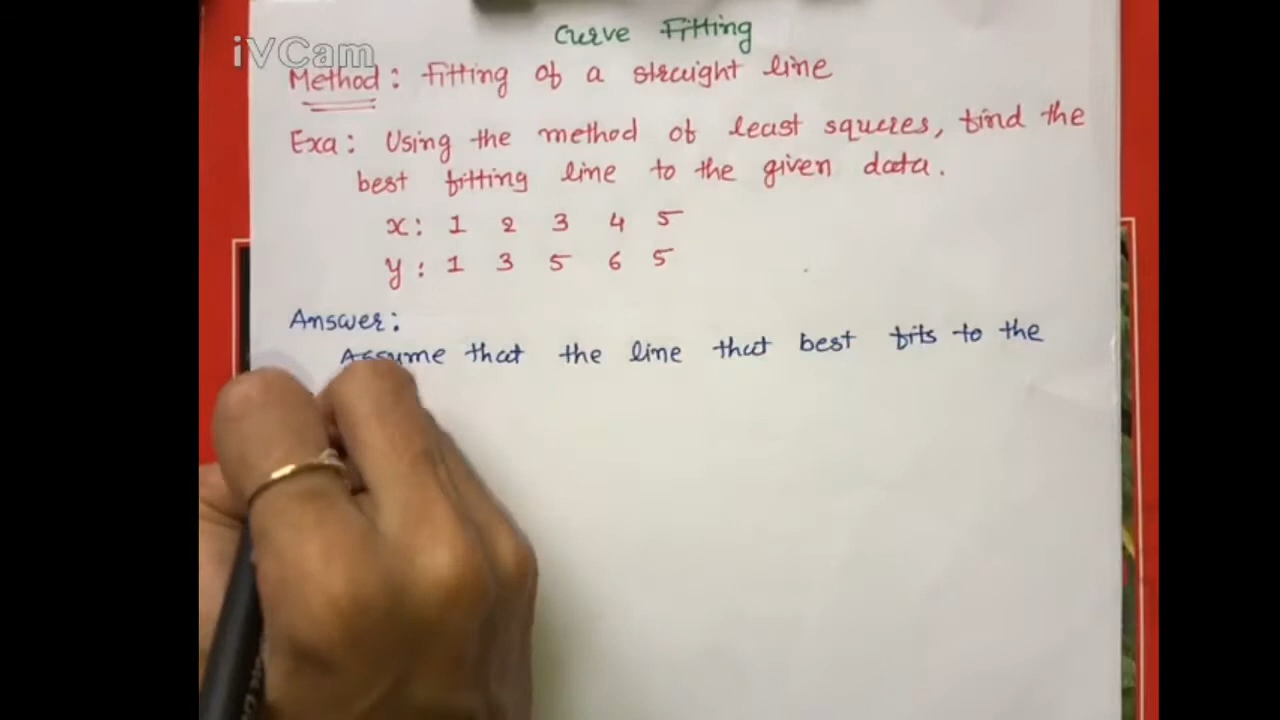 Curve Fitting
iVCam
Method: Fitting of a straight line
Exa: Using the method of least squares, find the
best fitting line to the given data.
x: 1 2 3 4 5
y: 1 3 5 6 5
Answer:
Assume that the line that best fits to the